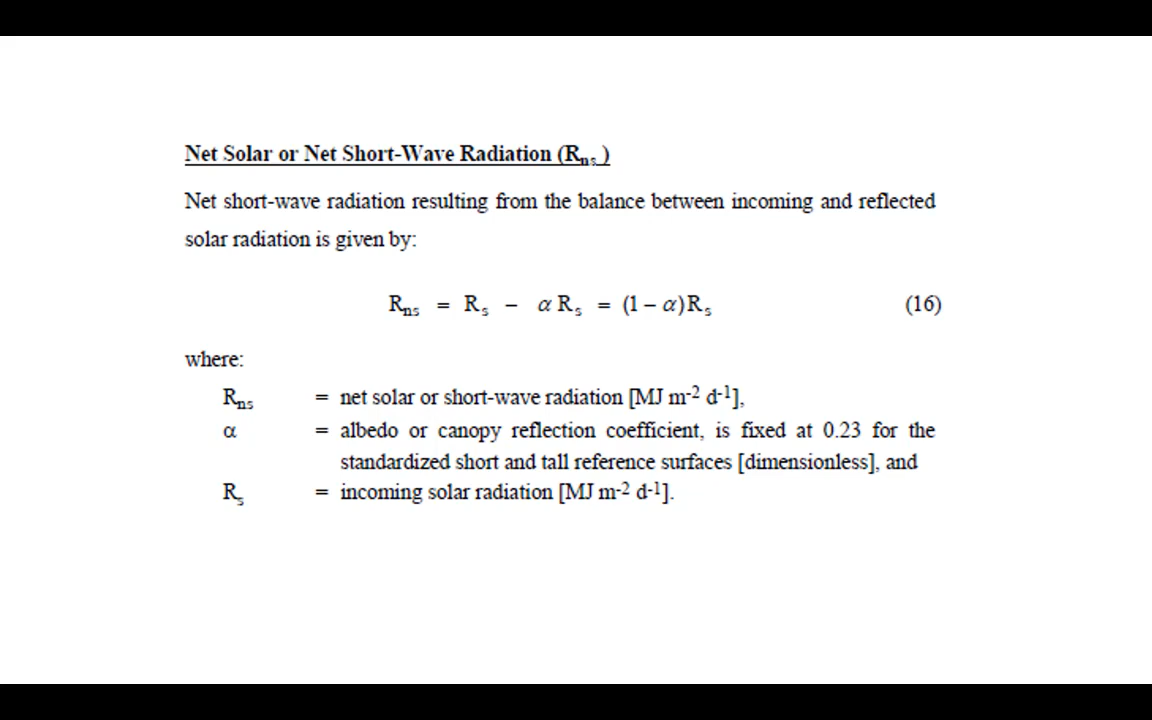 Net Solar or Net Short-Wave Radiation (Rns )
Net short-wave radiation resulting from the balance between incoming and reflected
solar radiation is given by:
Rns = Rs − α Rs = (1 − α)Rs (16)
where:
Rns = net solar or short-wave radiation [MJ m-2 d-1],
α = albedo or canopy reflection coefficient, is fixed at 0.23 for the
standardized short and tall reference surfaces [dimensionless], and
Rs = incoming solar radiation [MJ m-2 d-1].